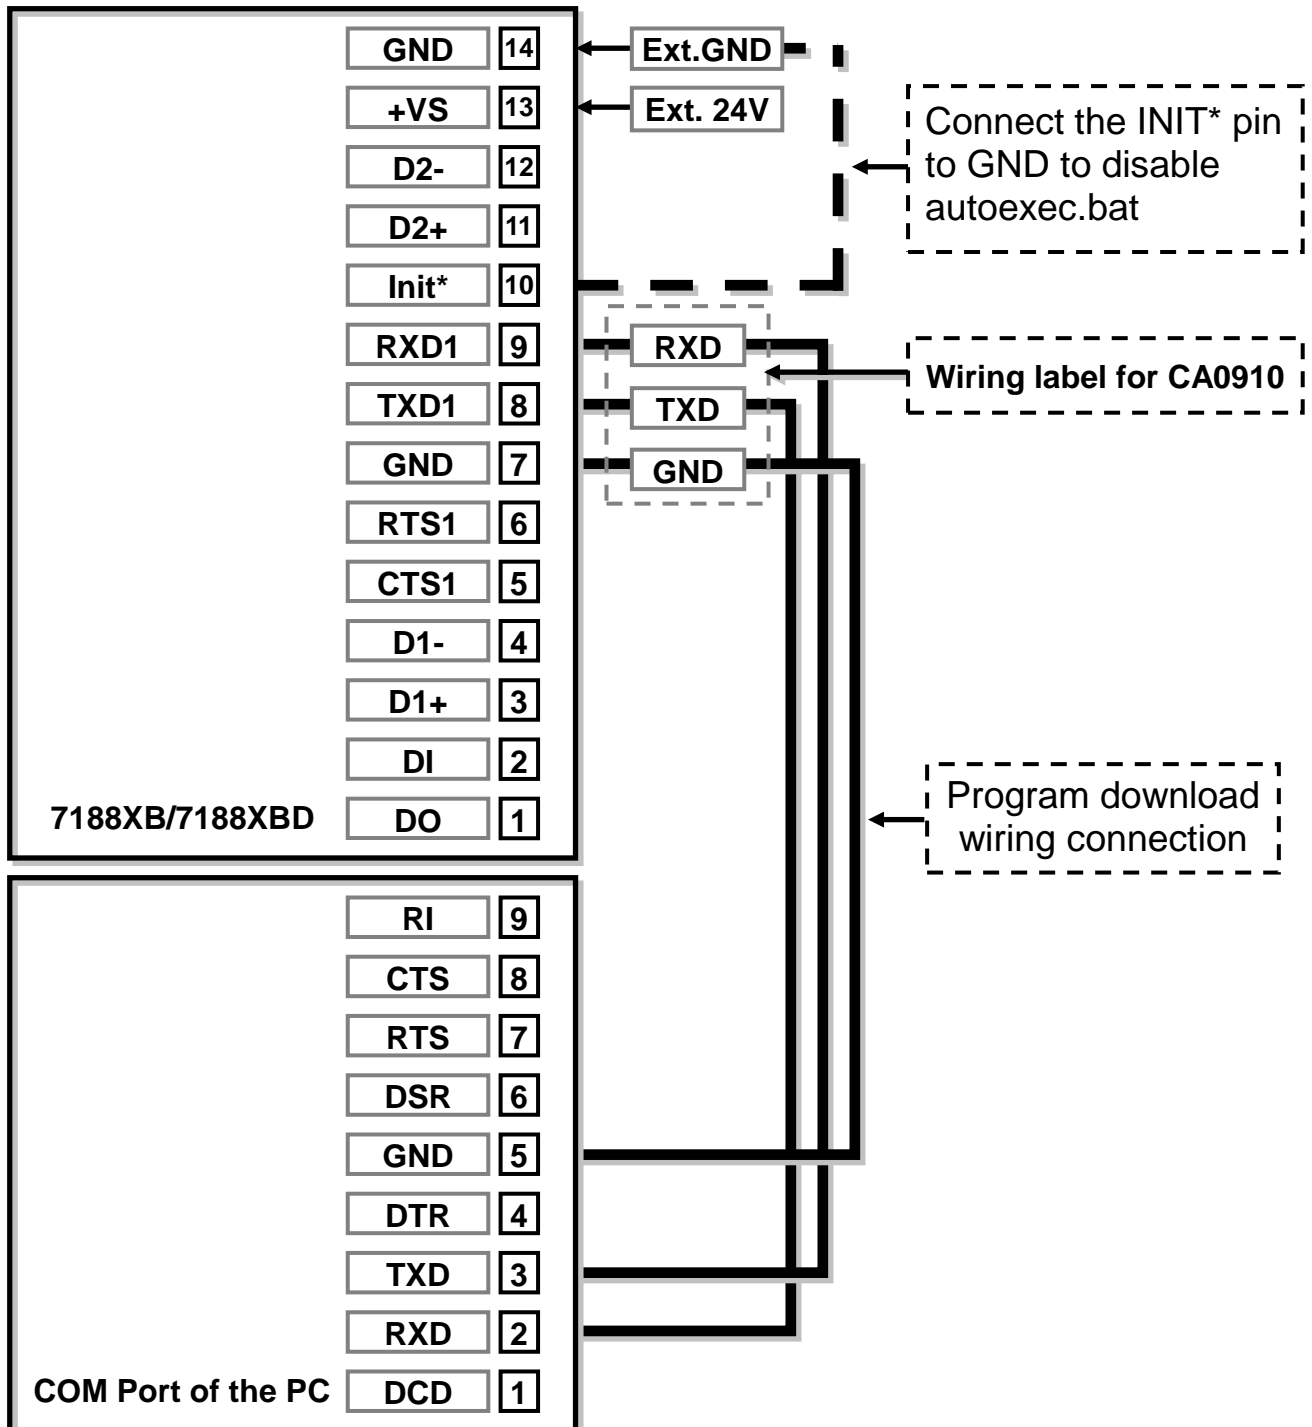 GND 14 Ext.GND
+VS 13 Ext. 24V
Connect the INIT* pin
to GND to disable
autoexec.bat
D2- 12
D2+ 11
Init* 10
RXD1 9 RXD
Wiring label for CA0910
TXD1 8 TXD
GND 7 GND
RTS1 6
CTS1 5
D1- 4
D1+ 3
DI 2
Program download
wiring connection
7188XB/7188XBD DO 1
RI 9
CTS 8
RTS 7
DSR 6
GND 5
DTR 4
TXD 3
RXD 2
COM Port of the PC DCD 1